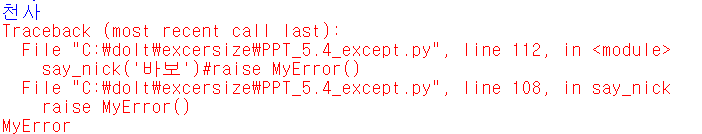 천사
Traceback (most recent call last):
  File "C:\doIt\excersize\PPT_5.4_except.py", line 112, in <module>
    say_nick('바보')#raise MyError()
  File "C:\doIt\excersize\PPT_5.4_except.py", line 108, in say_nick
    raise MyError()
MyError